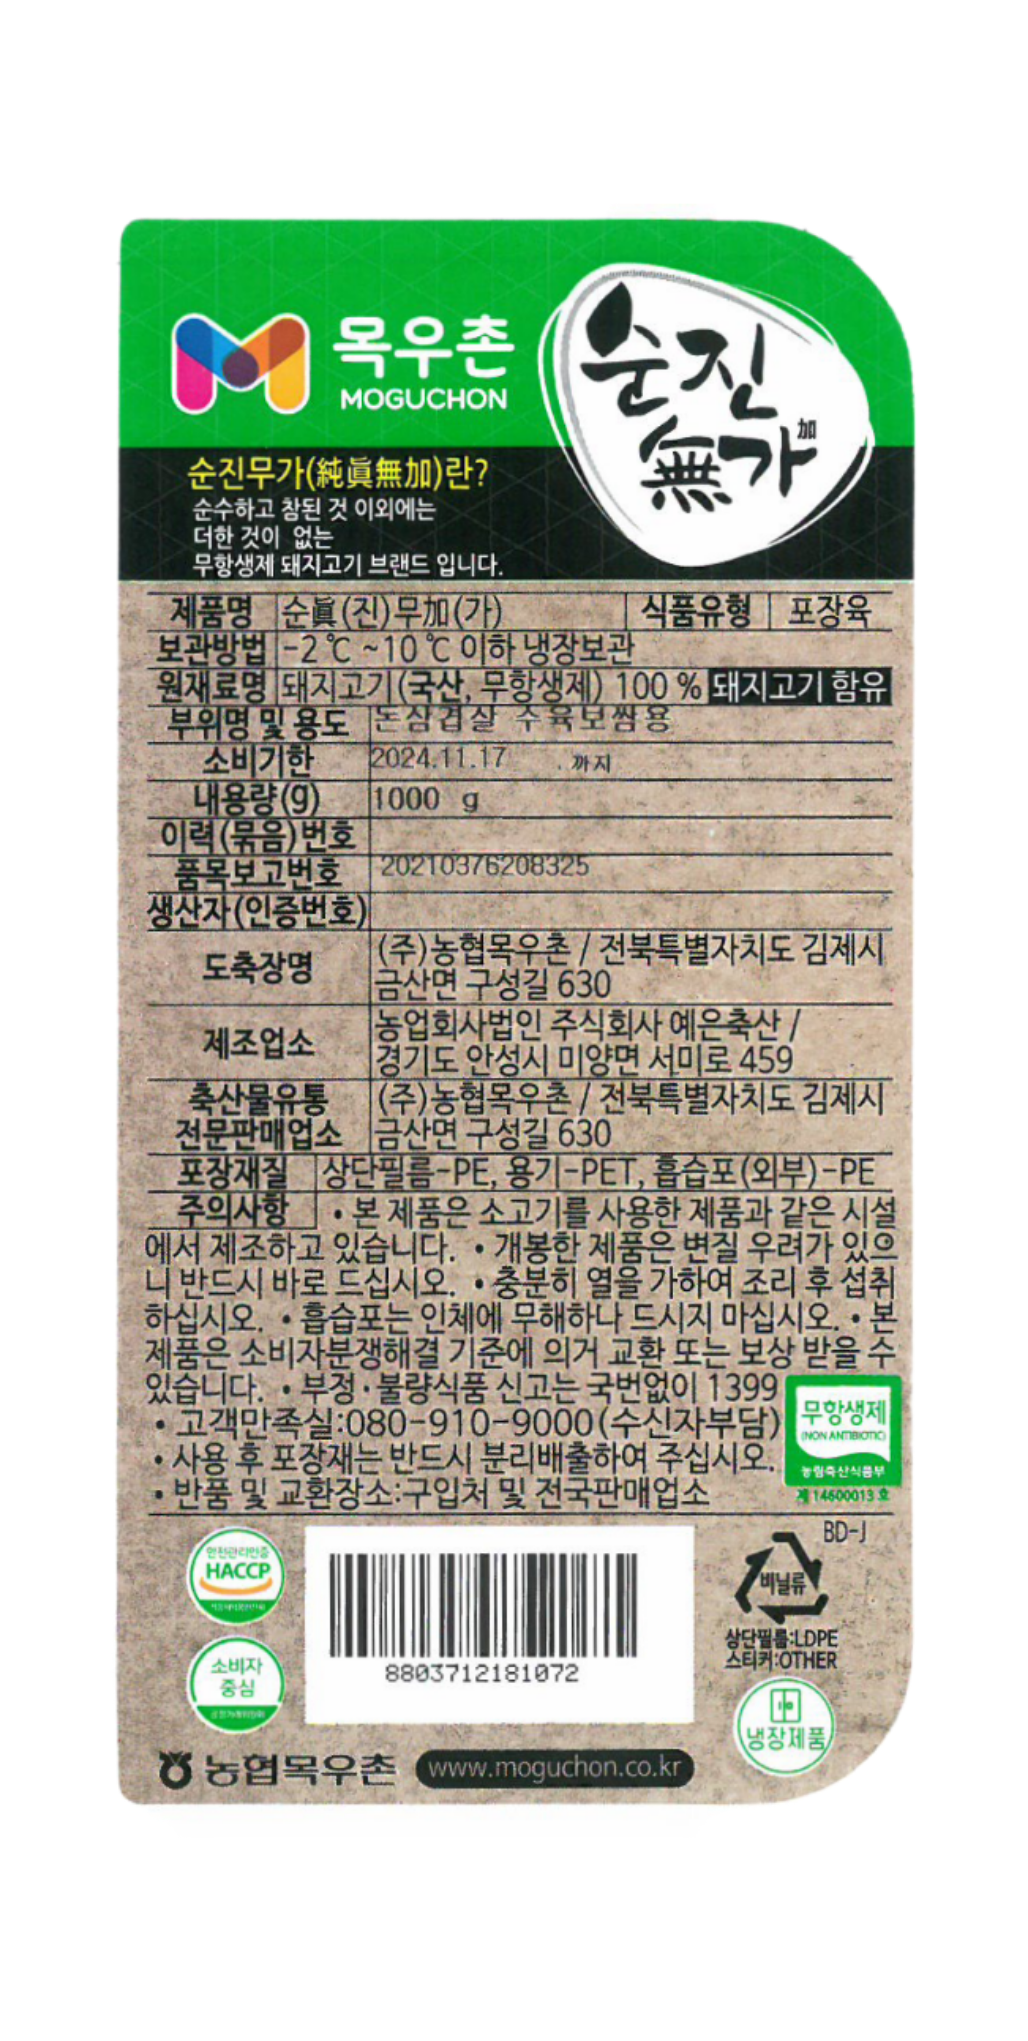 목우촌
MOGUCHON
순진
無가加
순진무가(純眞無加)란?
순수하고 참된 것 이외에는
더한 것이 없는
무항생제 돼지고기 브랜드 입니다.
제품명 순眞(진)무加(가) 식품유형 포장육
보관방법 -2℃ ~10℃ 이하 냉장보관
원재료명 돼지고기(국산, 무항생제) 100 % 돼지고기 함유
부위명 및 용도 돈삼겹살 수육보쌈용
소비기한 2024.11.17 . 까지
내용량(g) 1000 g
이력(묶음)번호
품목보고번호 20210376208325
생산자(인증번호)
도축장명 (주)농협목우촌 / 전북특별자치도 김제시
금산면 구성길 630
제조업소 농업회사법인 주식회사 예은축산 /
경기도 안성시 미양면 서미로 459
축산물유통 (주)농협목우촌 / 전북특별자치도 김제시
전문판매업소 금산면 구성길 630
포장재질 상단필름-PE, 용기-PET, 흡습포(외부)-PE
주의사항 • 본 제품은 소고기를 사용한 제품과 같은 시설
에서 제조하고 있습니다. • 개봉한 제품은 변질 우려가 있으
니 반드시 바로 드십시오. • 충분히 열을 가하여 조리 후 섭취
하십시오. • 흡습포는 인체에 무해하나 드시지 마십시오. • 본
제품은 소비자분쟁해결 기준에 의거 교환 또는 보상 받을 수
있습니다. • 부정·불량식품 신고는 국번없이 1399
• 고객만족실:080-910-9000(수신자부담)
• 사용 후 포장재는 반드시 분리배출하여 주십시오.
• 반품 및 교환장소:구입처 및 전국판매업소
무항생제
(NON ANTIBIOTIC)
농림축산식품부
제 14600013 호
BD-J
안전관리인증
HACCP
비닐류
상단필름:LDPE
스티커:OTHER
8803712181072
소비자
중심
냉장제품
농협목우촌 www.moguchon.co.kr